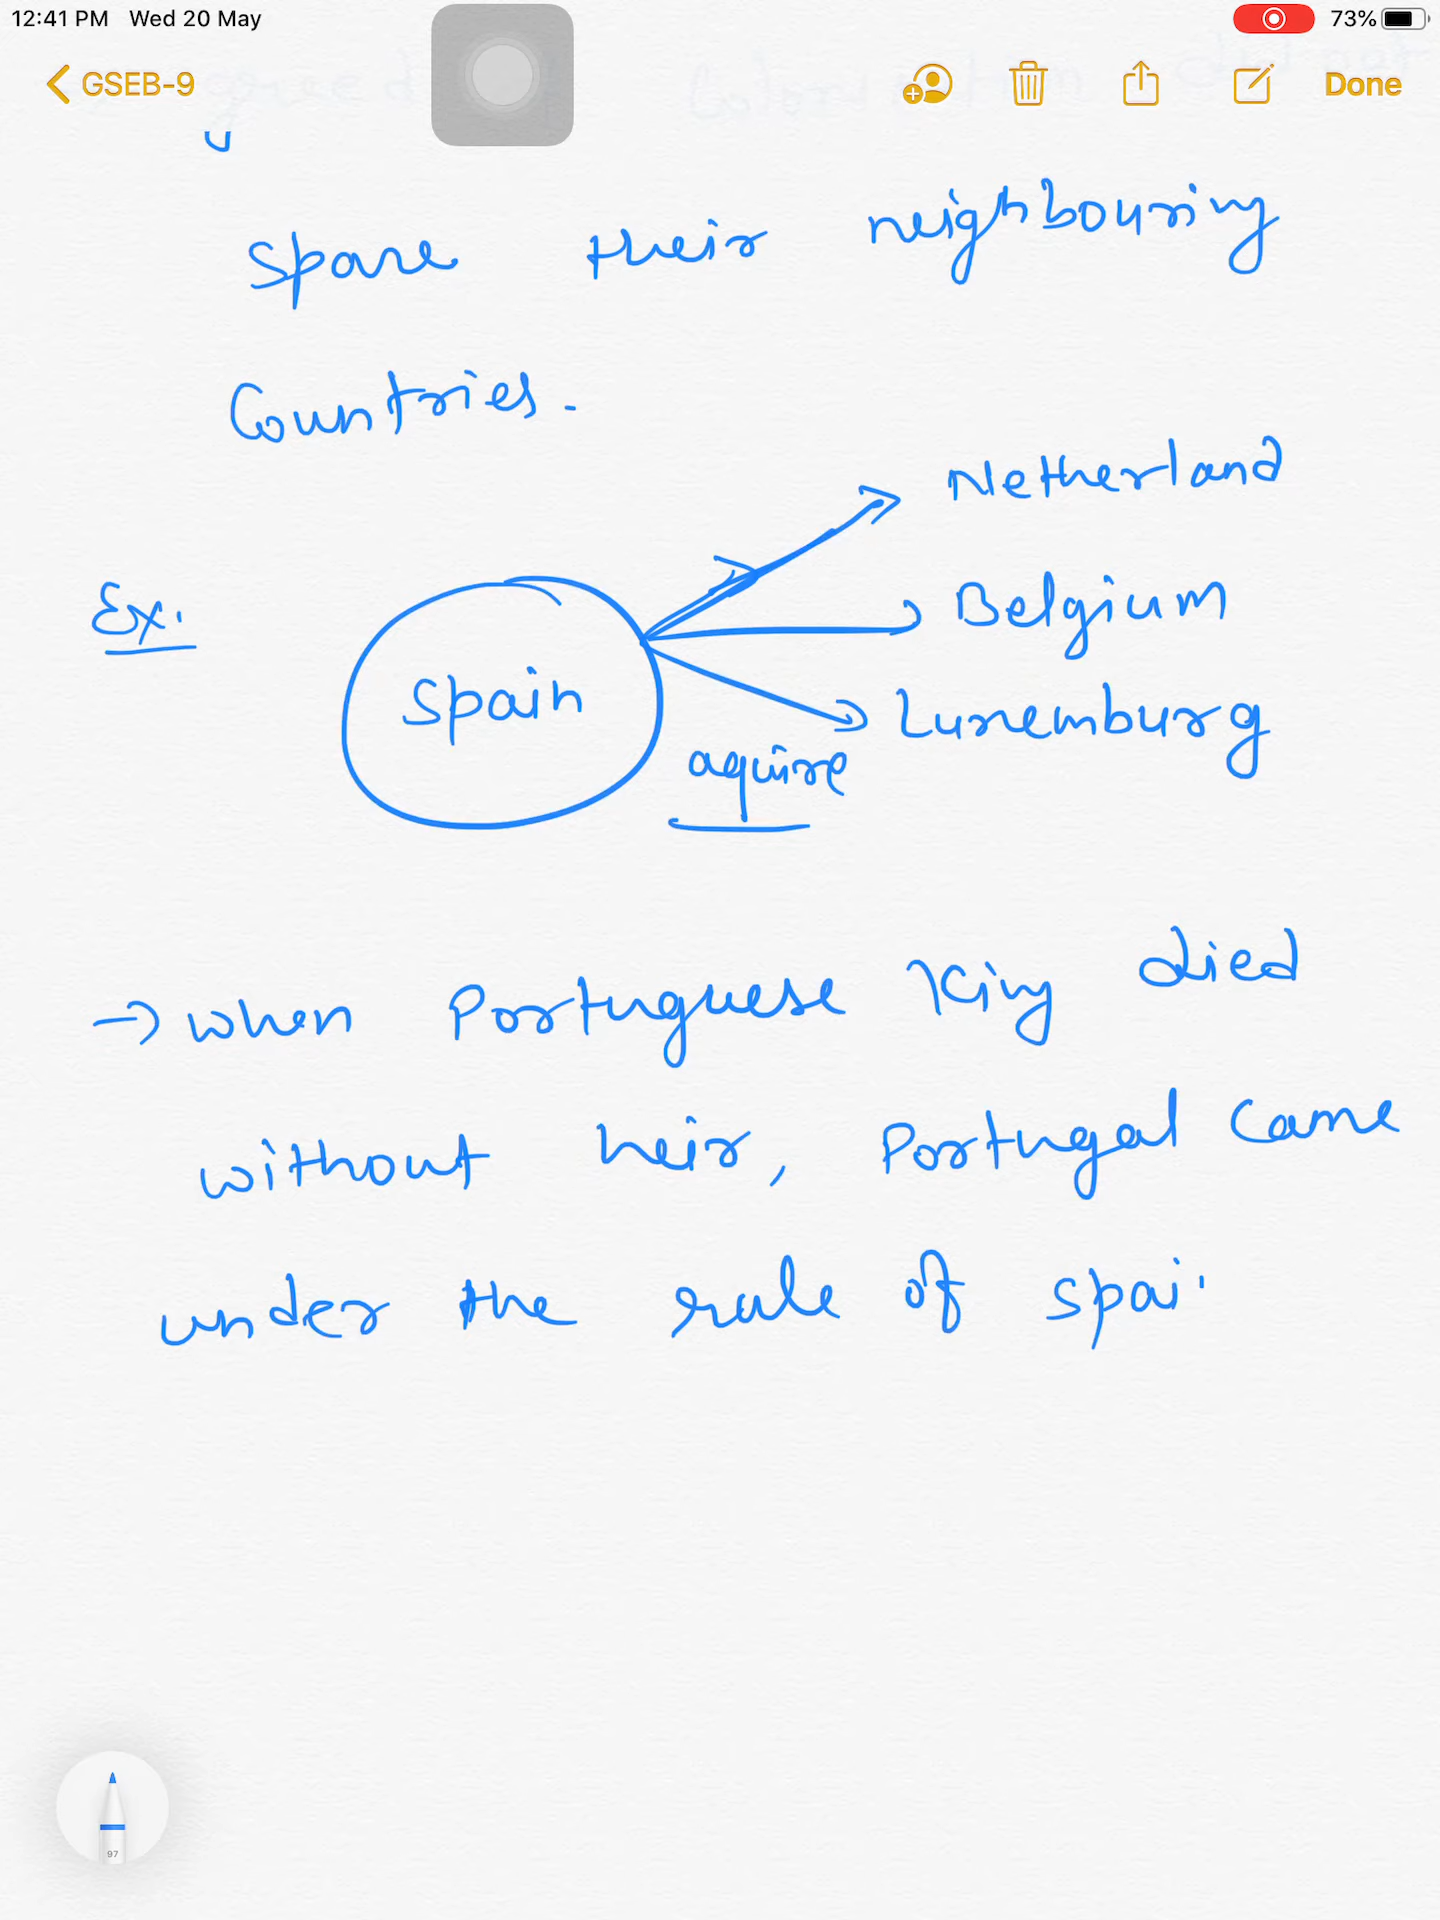 12:41 PM Wed 20 May 73%
GSEB-9 Done
spare their neighbouring
Countries.
Netherland
Ex. Belgium
spain Luxemburg
aquire
→ when Portuguese King died
without heir, Portugal came
under the rule of spai
97